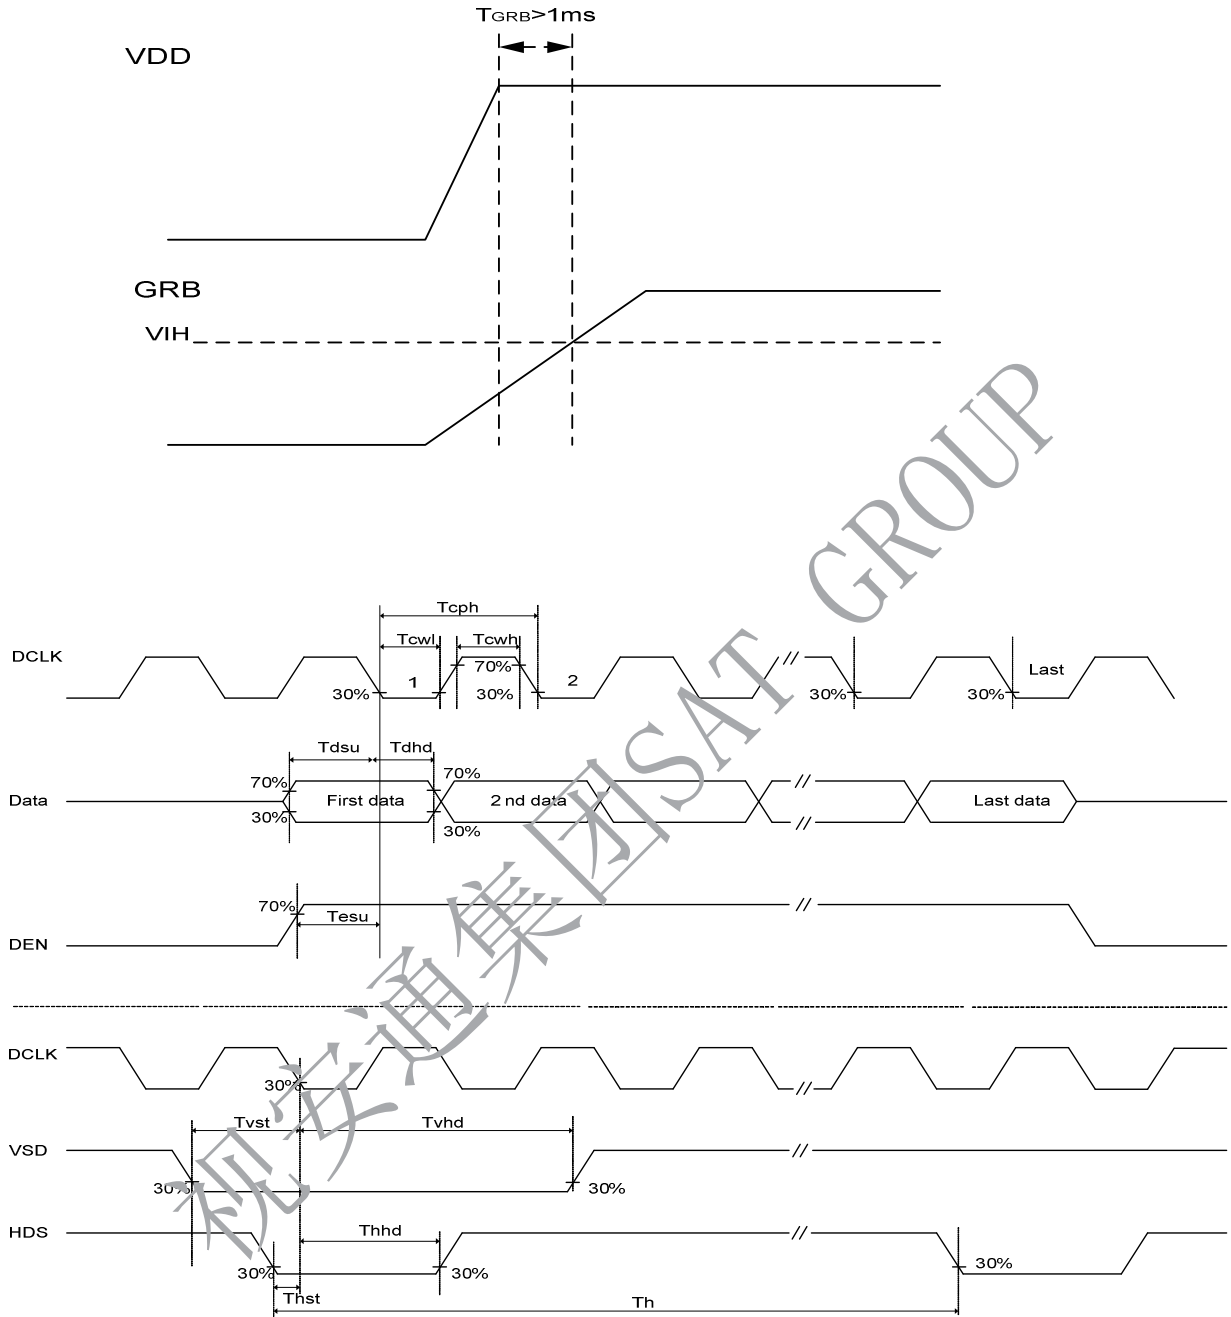 TGRB>1ms
VDD
GRB
VIH
Tcph
Tcwl Tcwh
DCLK 70% // Last
30% 1 30% 2 30% 30%
Tdsu Tdhd
70% 70% //
Data First data 2 nd data Last data
30% 30% //
70% Tesu //
DEN
DCLK
30% //
Tvst Tvhd
VSD //
30% 30%
HDS Thhd //
30% 30% 30%
Thst Th
视安通集团SAT GROUP